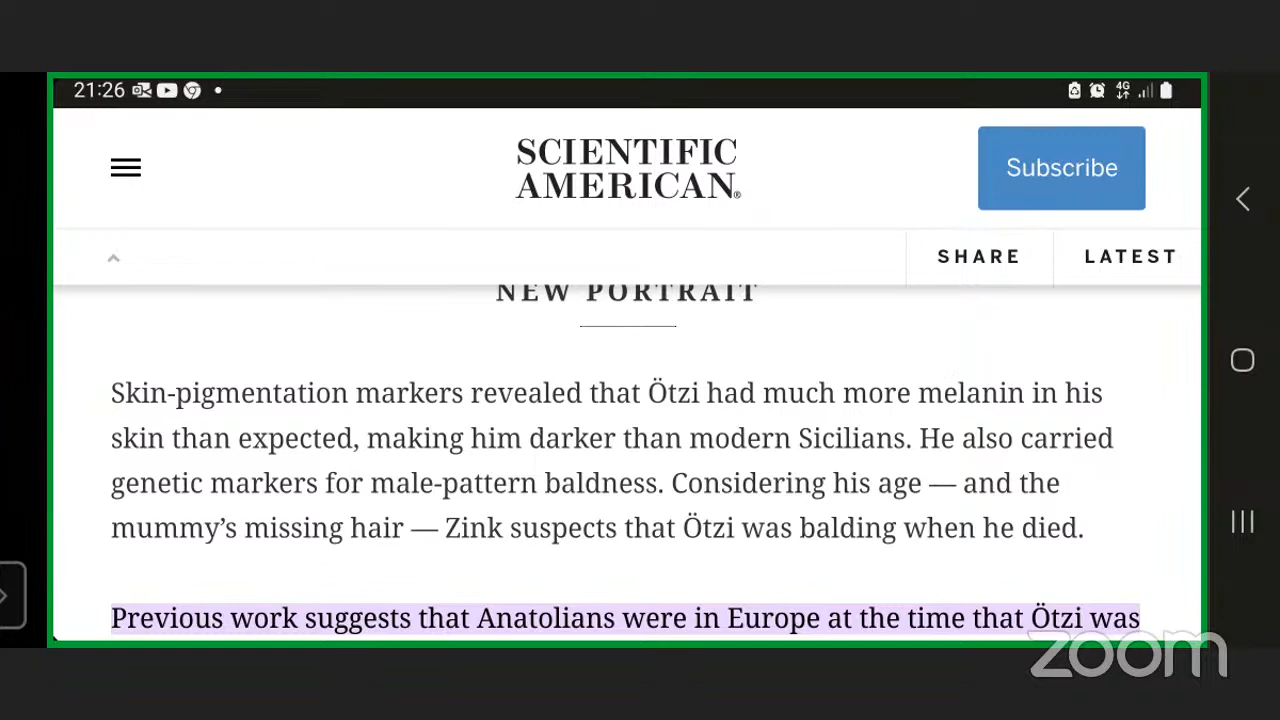 21:26
4G
SCIENTIFIC
AMERICAN®
Subscribe
SHARE
LATEST
NEW PORTRAIT
Skin-pigmentation markers revealed that Ötzi had much more melanin in his
skin than expected, making him darker than modern Sicilians. He also carried
genetic markers for male-pattern baldness. Considering his age — and the
mummy’s missing hair — Zink suspects that Ötzi was balding when he died.
Previous work suggests that Anatolians were in Europe at the time that Ötzi was
zoom